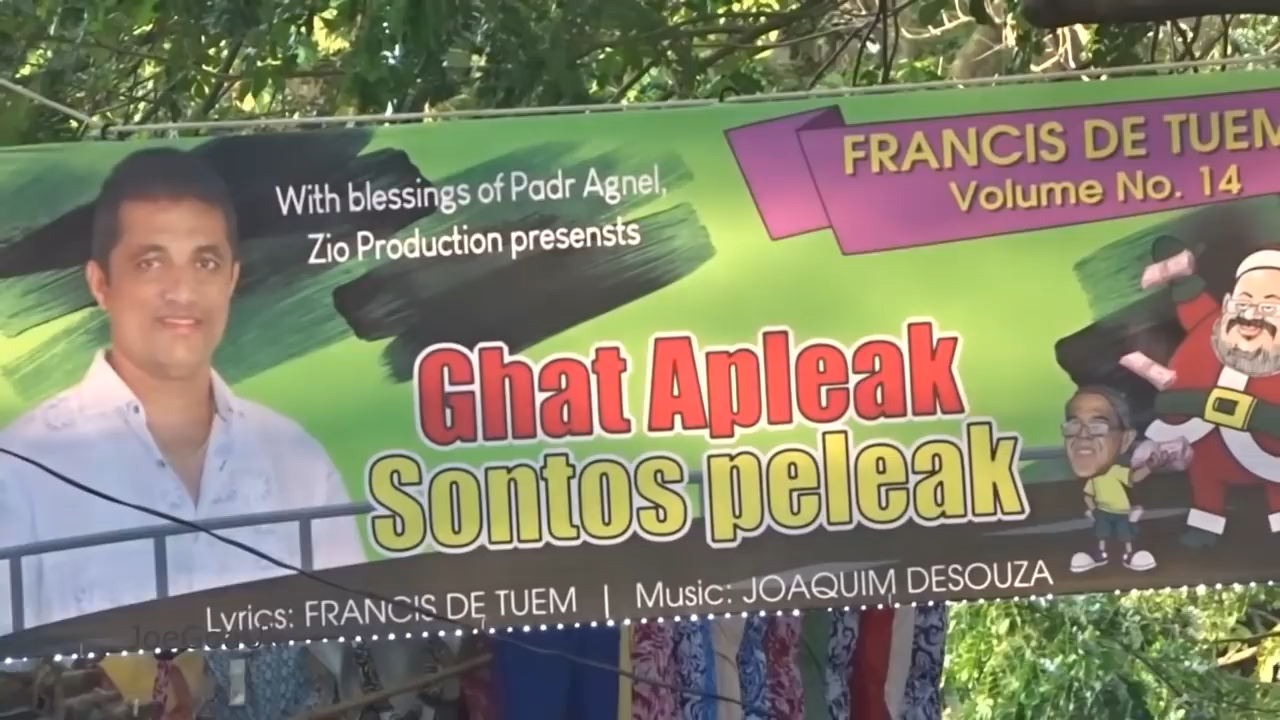 With blessings of Padr Agnel,
Zio Production presensts
FRANCIS DE TUEM
Volume No. 14
Ghat Apleak
Sontos peleak
Lyrics: FRANCIS DE TUEM | Music: JOAQUIM DESOUZA